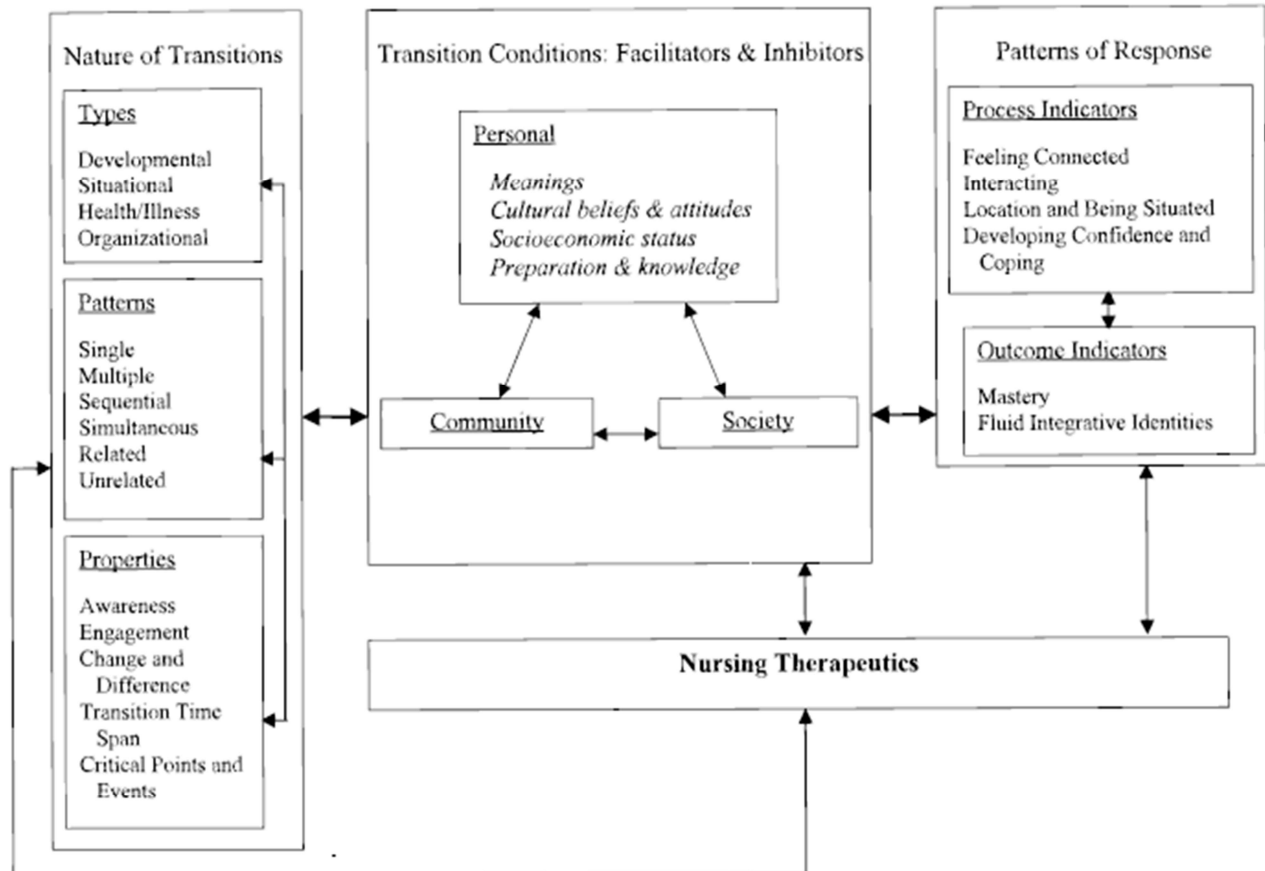 Nature of Transitions
Types
Developmental
Situational
Health/Illness
Organizational
Patterns
Single
Multiple
Sequential
Simultaneous
Related
Unrelated
Properties
Awareness
Engagement
Change and
Difference
Transition Time
Span
Critical Points and
Events
Transition Conditions: Facilitators & Inhibitors
Personal
Meanings
Cultural beliefs & attitudes
Socioeconomic status
Preparation & knowledge
Community
Society
Patterns of Response
Process Indicators
Feeling Connected
Interacting
Location and Being Situated
Developing Confidence and
Coping
Outcome Indicators
Mastery
Fluid Integrative Identities
Nursing Therapeutics